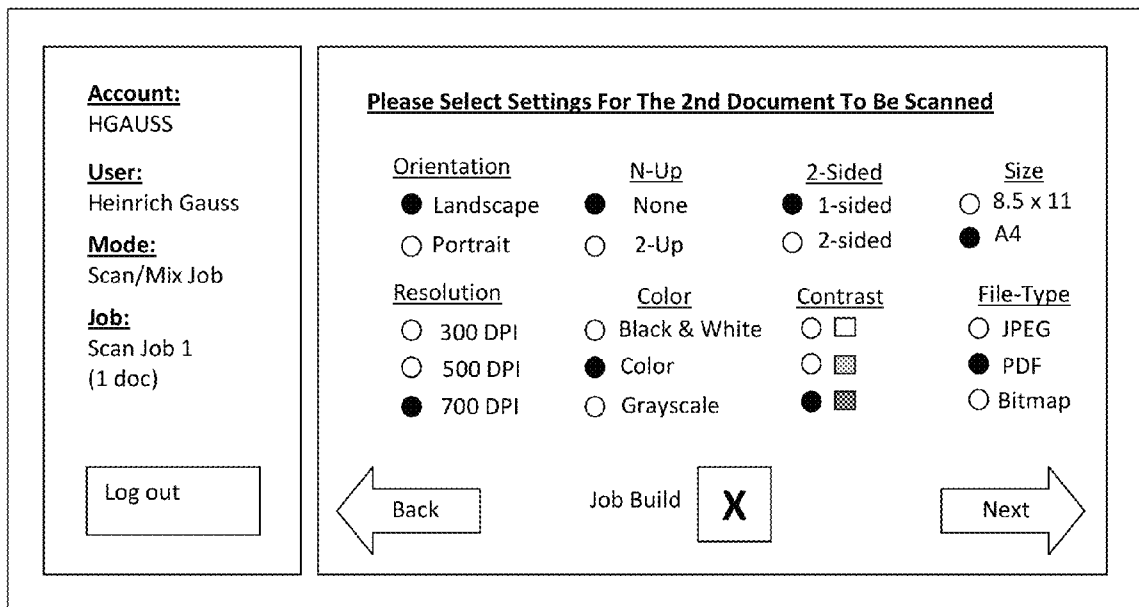 Account:
HGAUSS
User:
Heinrich Gauss
Mode:
Scan/Mix Job
Job:
Scan Job 1
(1 doc)
Log out
Please Select Settings For The 2nd Document To Be Scanned
Orientation
Landscape
Portrait
N-Up
None
2-Up
2-Sided
1-sided
2-sided
Size
8.5 x 11
A4
Resolution
300 DPI
500 DPI
700 DPI
Color
Black & White
Color
Grayscale
Contrast
File-Type
JPEG
PDF
Bitmap
Back
Job Build
X
Next